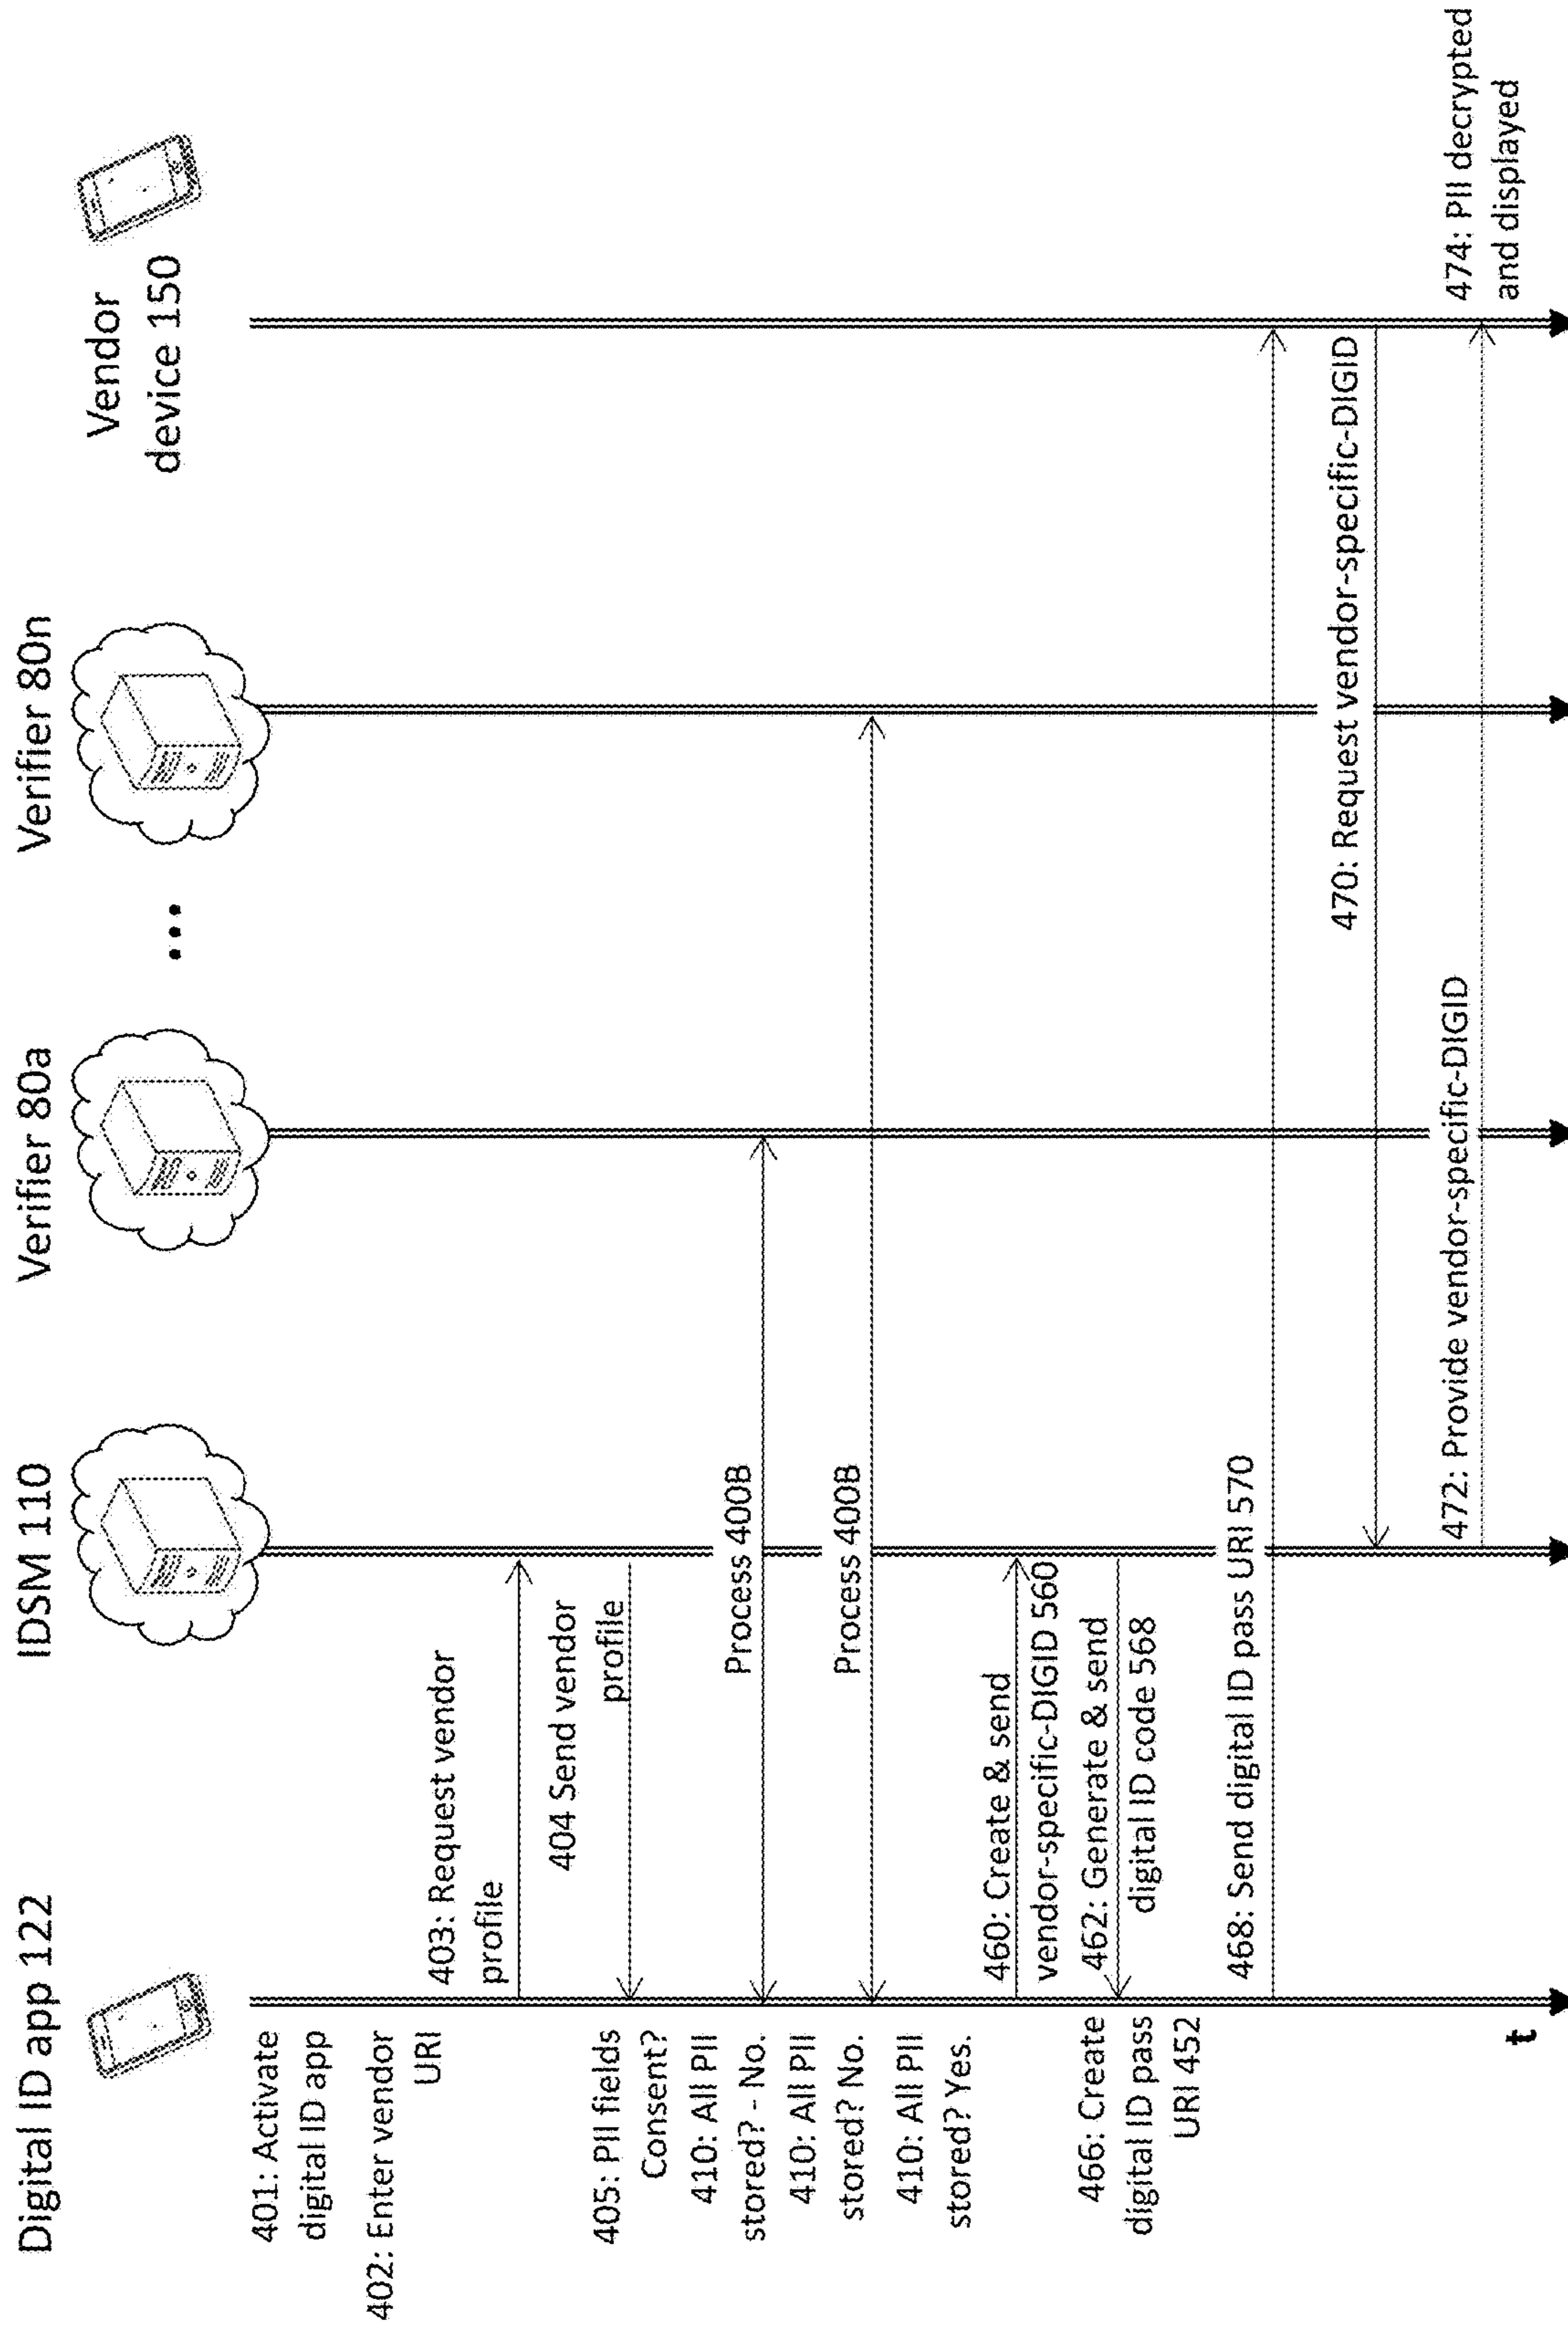 Digital ID app 122
IDSM 110
Verifier 80a
...
Verifier 80n
Vendor
device 150
401: Activate
digital ID app
402: Enter vendor
URI
403: Request vendor
profile
404 Send vendor
profile
405: PII fields
Consent?
410: All PII
stored? - No.
Process 400B
410: All PII
stored? No.
Process 400B
410: All PII
stored? Yes.
460: Create & send
vendor-specific-DIGID 560
462: Generate & send
digital ID code 568
466: Create
digital ID pass
URI 452
468: Send digital ID pass URI 570
470: Request vendor-specific-DIGID
472: Provide vendor-specific-DIGID
474: PII decrypted
and displayed
t